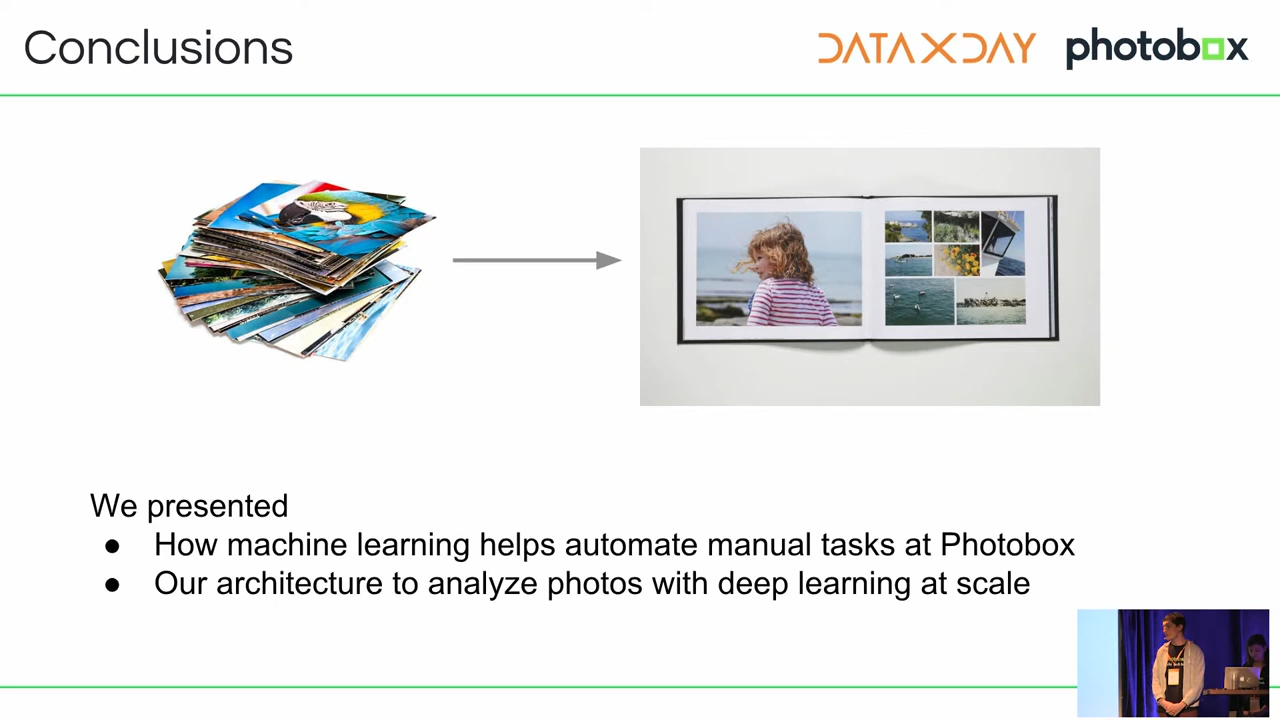 Conclusions
DATAXDAY
photobox
We presented
● How machine learning helps automate manual tasks at Photobox
● Our architecture to analyze photos with deep learning at scale